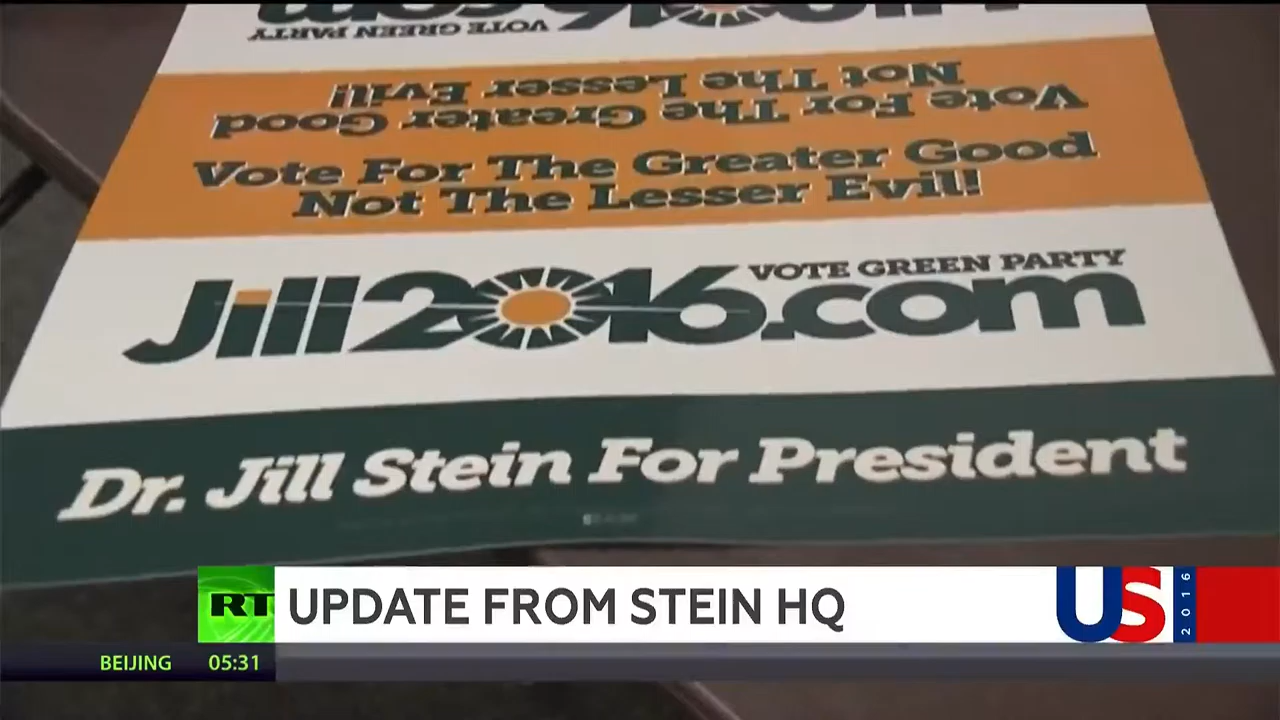 Jill2016.com
VOTE GREEN PARTY
Vote For The Greater Good
Not The Lesser Evil!
Vote For The Greater Good
Not The Lesser Evil!
VOTE GREEN PARTY
Jill2016.com
Dr. Jill Stein For President
RT UPDATE FROM STEIN HQ
US 2016
BEIJING 05:31